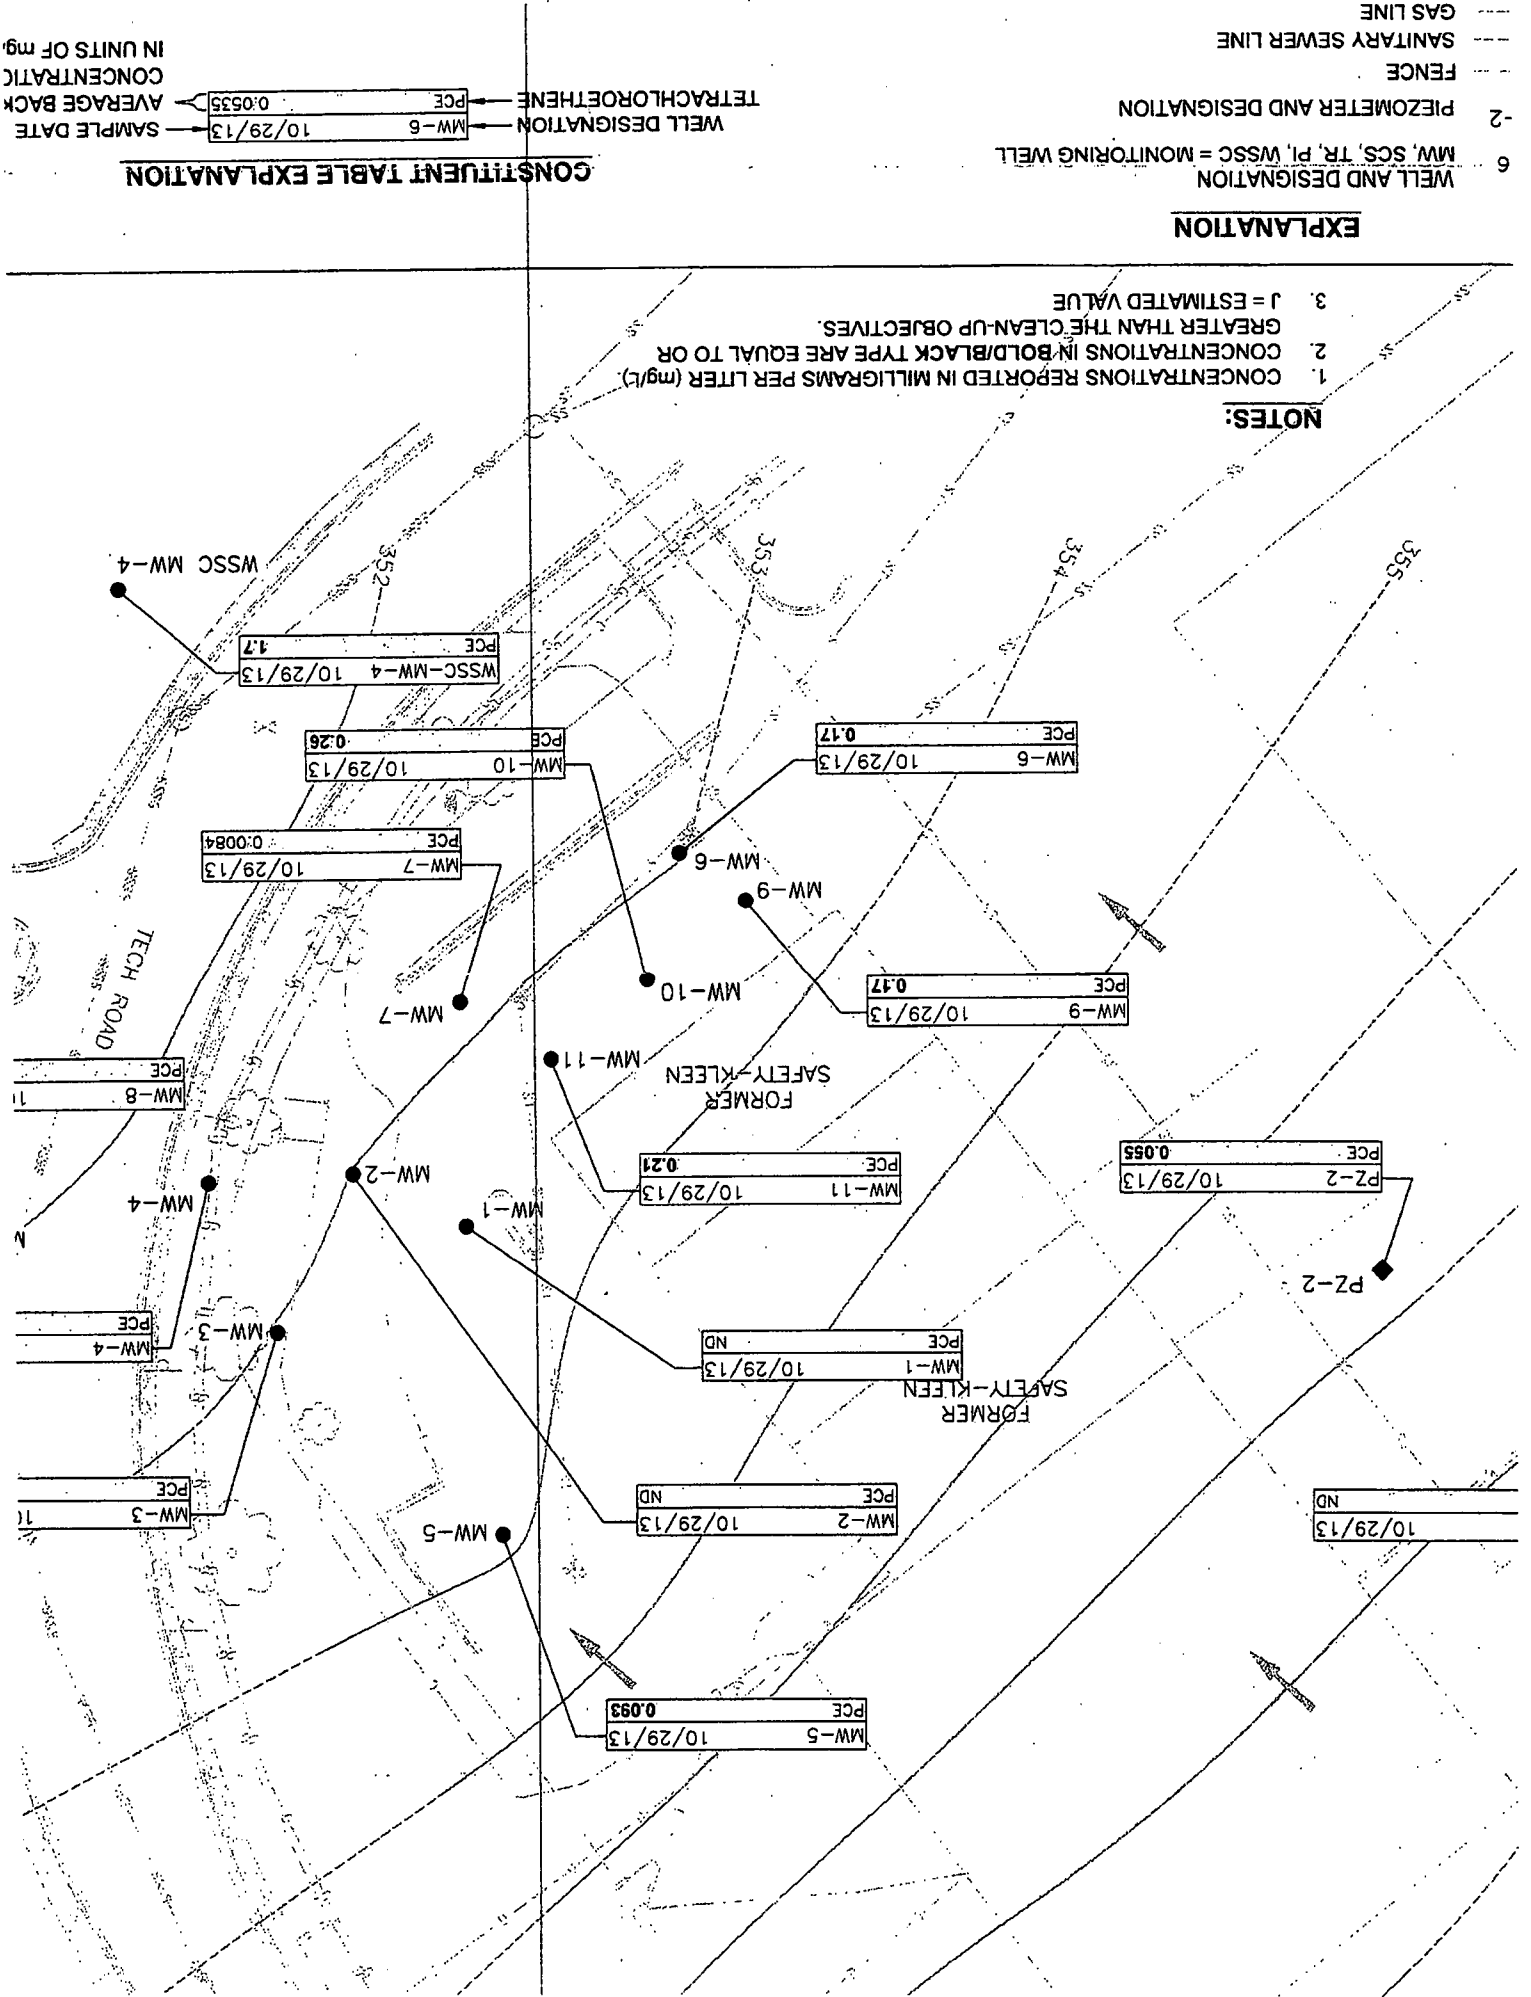 MW-5 10/29/13
PCE 0.093
10/29/13
ND
MW-5
MW-2 10/29/13
PCE ND
MW-3
PCE
FORMER
SAFETY-KLEEN
MW-1 10/29/13
PCE ND
MW-3
MW-4
PCE
PZ-2
MW-1
PZ-2 10/29/13
PCE 0.055
MW-11 10/29/13
PCE 0.21
MW-2
MW-4
FORMER
SAFETY-KLEEN
MW-11
MW-8
PCE
TECH ROAD
MW-9 10/29/13
PCE 0.17
MW-10
MW-7
MW-9
MW-6
MW-7 10/29/13
PCE 0.0084
MW-6 10/29/13
PCE 0.17
MW-10 10/29/13
PCE 0.26
WSSC-MW-4 10/29/13
PCE 1.7
WSSC MW-4
355
354
353
352
NOTES:
1. CONCENTRATIONS REPORTED IN MILLIGRAMS PER LITER (mg/L).
2. CONCENTRATIONS IN BOLD/BLACK TYPE ARE EQUAL TO OR
GREATER THAN THE CLEAN-UP OBJECTIVES.
3. J = ESTIMATED VALUE
EXPLANATION
6 WELL AND DESIGNATION
MW, SCS, TR, PI, WSSC = MONITORING WELL
-2 PIEZOMETER AND DESIGNATION
FENCE
SANITARY SEWER LINE
GAS LINE
CONSTITUENT TABLE EXPLANATION
WELL DESIGNATION MW-6 10/29/13 SAMPLE DATE
TETRACHLOROETHENE PCE 0.0535 AVERAGE BACK
CONCENTRATIC
IN UNITS OF mg